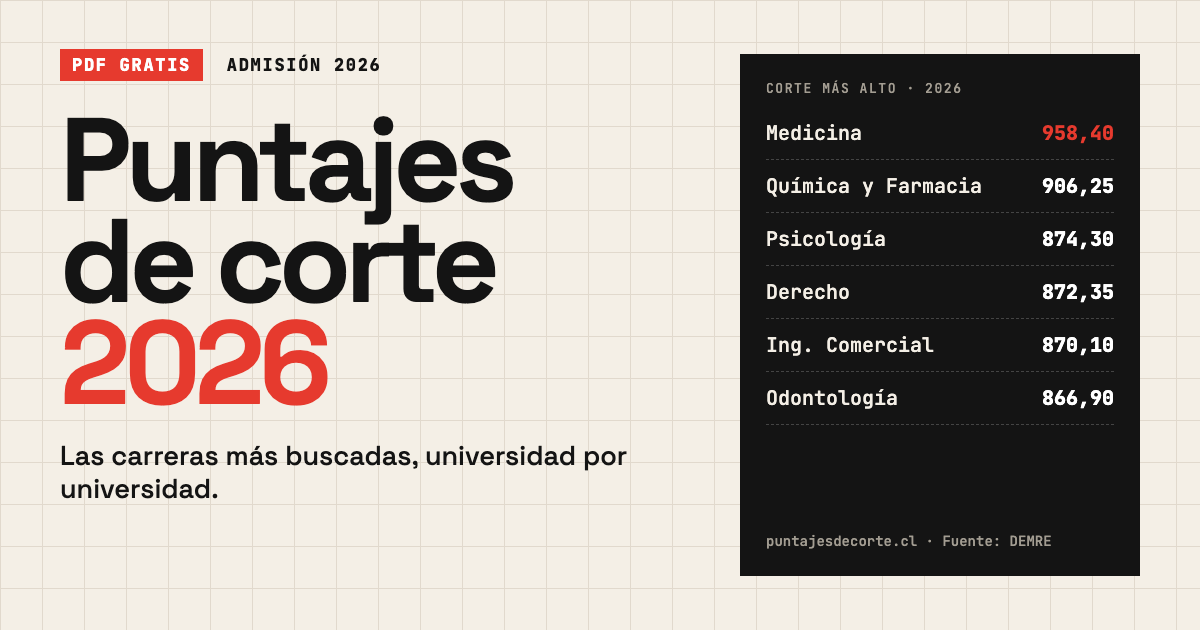 PDF GRATIS ADMISIÓN 2026
Puntajes
de corte
2026
Las carreras más buscadas, universidad por
universidad.
CORTE MÁS ALTO · 2026
Medicina 958,40
Química y Farmacia 906,25
Psicología 874,30
Derecho 872,35
Ing. Comercial 870,10
Odontología 866,90
puntajesdecorte.cl · Fuente: DEMRE